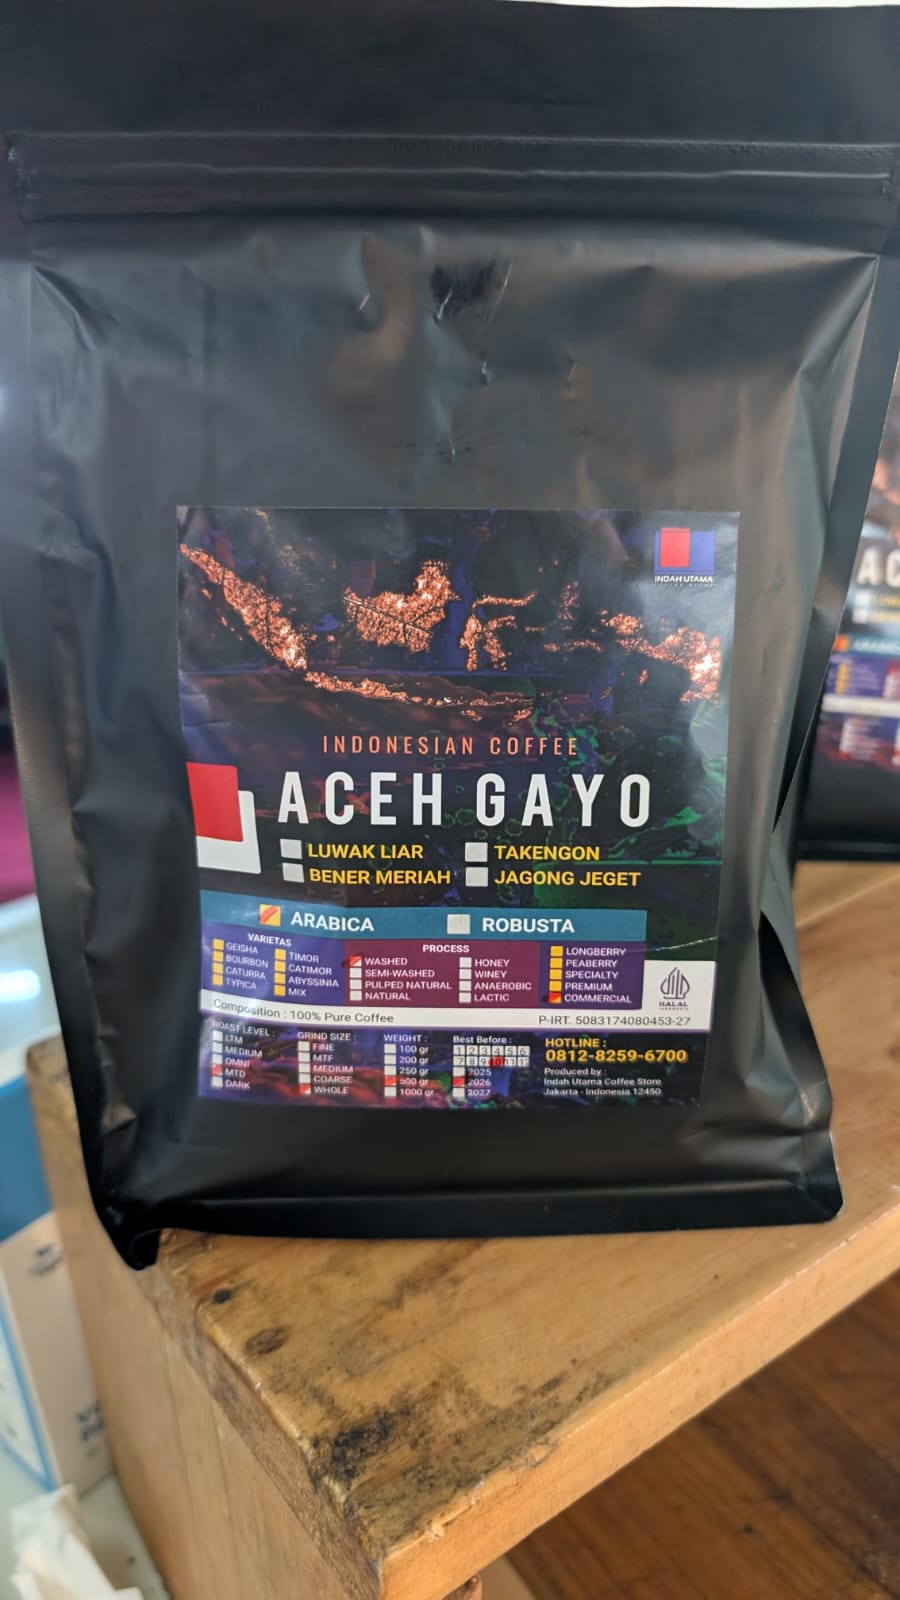 INDAH UTAMA
INDONESIAN COFFEE
ACEH GAYO
LUWAK LIAR
TAKENGON
BENER MERIAH
JAGONG JEGET
ARABICA
ROBUSTA
VARIETAS
GEISHA
BOURBON
CATURRA
TYPICA
TIMOR
CATIMOR
ABYSSINIA
MIX
PROCESS
WASHED
SEMI-WASHED
PULPED NATURAL
NATURAL
HONEY
WINEY
ANAEROBIC
LACTIC
LONGBERRY
PEABERRY
SPECIALTY
PREMIUM
COMMERCIAL
HALAL
INDONESIA
Composition : 100% Pure Coffee
P-IRT. 5083174080453-27
ROAST LEVEL :
LTM
MEDIUM
OMNI
MTD
DARK
GRIND SIZE :
FINE
MTF
MEDIUM
COARSE
WHOLE
WEIGHT :
100 gr
200 gr
250 gr
500 gr
1000 gr
Best Before :
1 2 3 4 5 6
7 8 9 10 11 12
2025
2026
2027
HOTLINE :
0812-8259-6700
Produced by :
Indah Utama Coffee Store
Jakarta - Indonesia 12450
AC
ARABICA